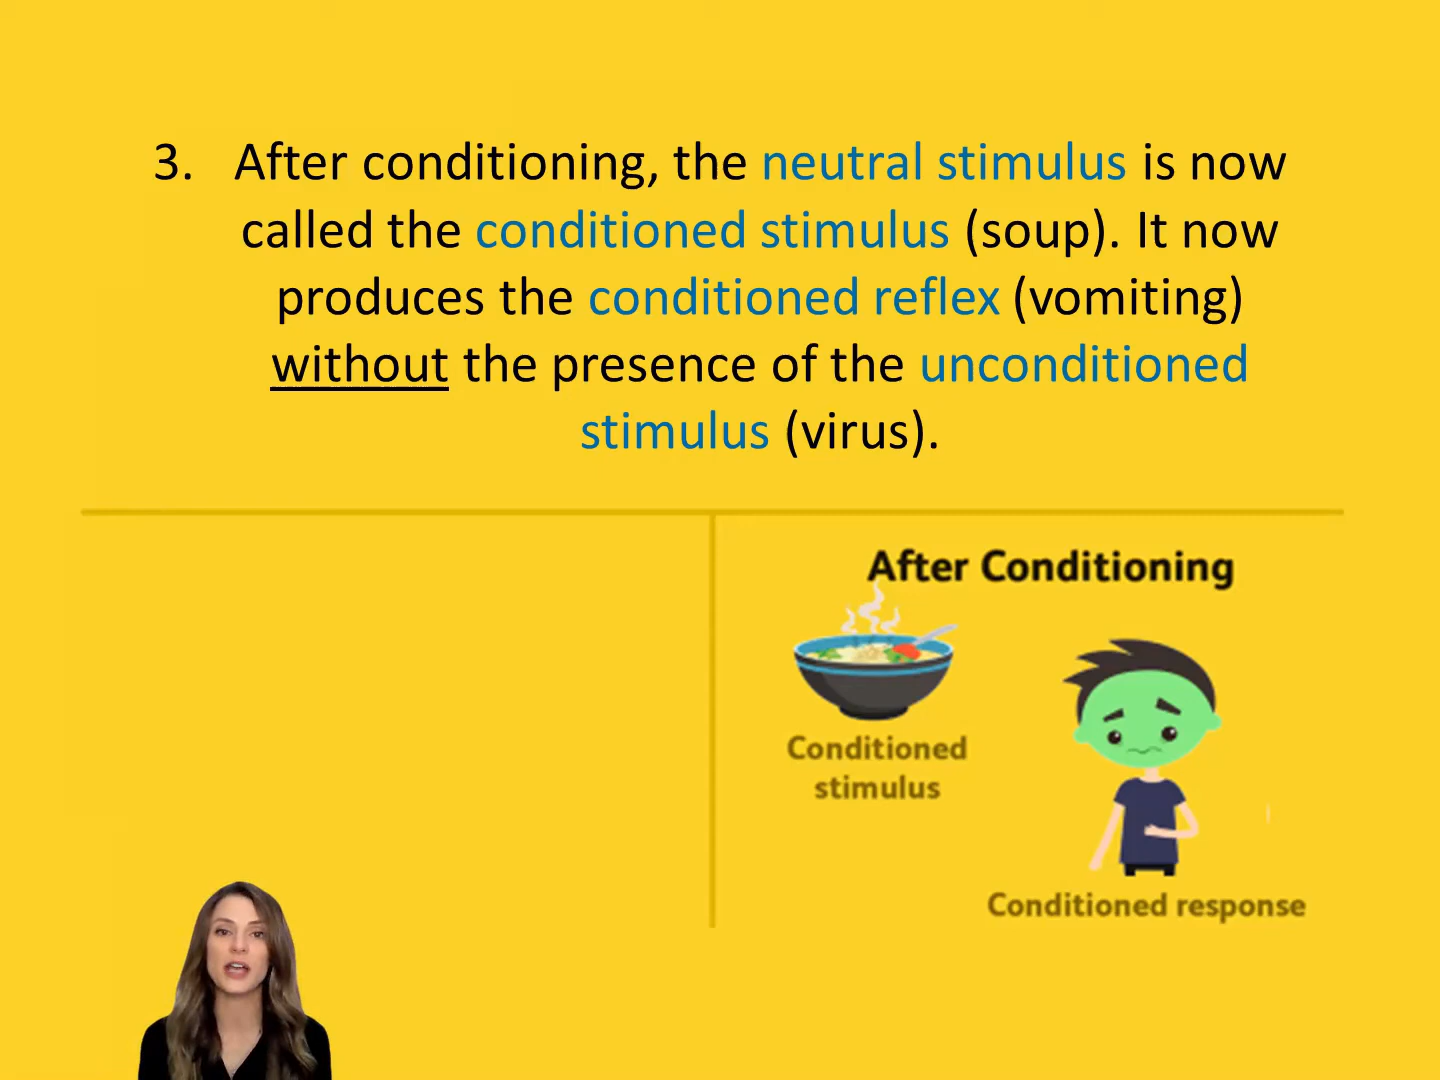 3. After conditioning, the neutral stimulus is now
called the conditioned stimulus (soup). It now
produces the conditioned reflex (vomiting)
without the presence of the unconditioned
stimulus (virus).
After Conditioning
Conditioned
stimulus
Conditioned response